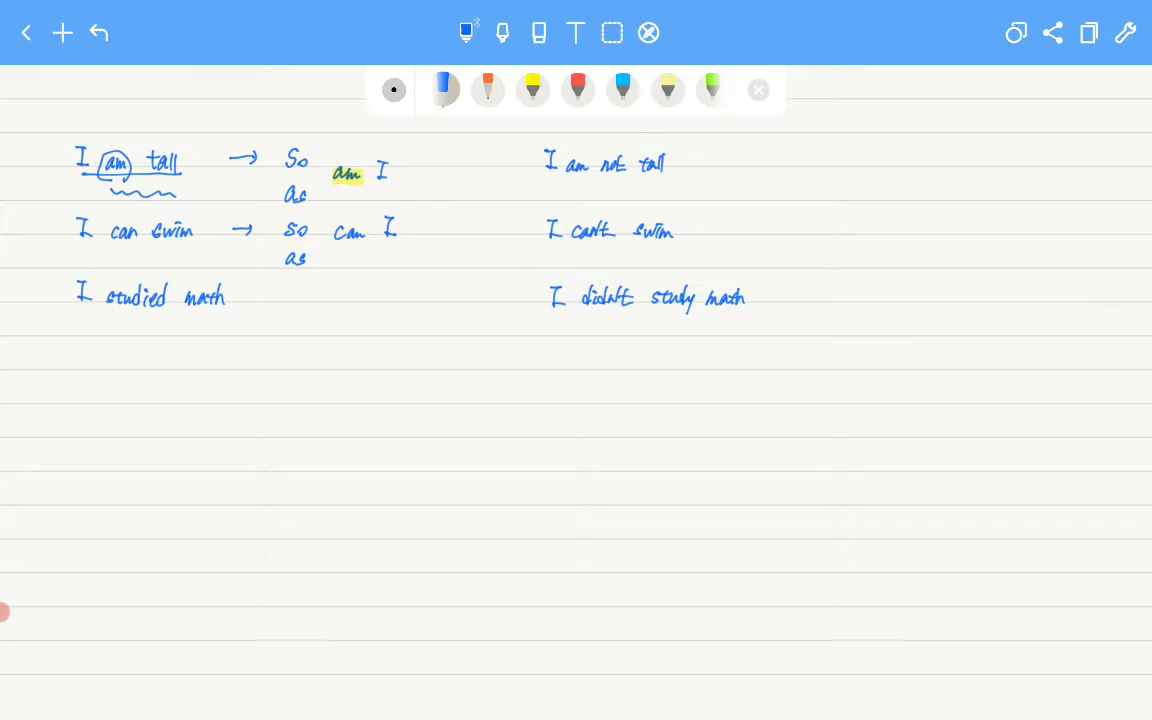 I am tall → So am I
as
I can swim → so can I
as
I studied math
I am not tall
I can't swim
I didn't study math